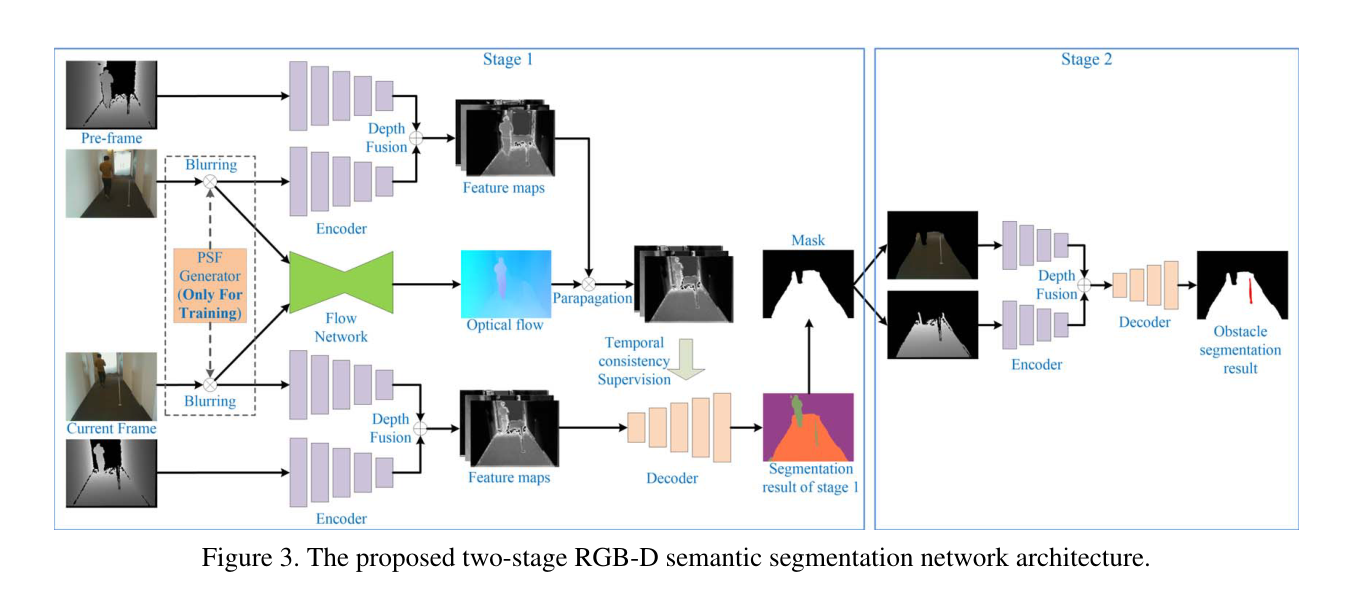 Stage 1
Stage 2
Pre-frame
Blurring
Depth
Fusion
Feature maps
Encoder
PSF
Generator
(Only For
Training)
Flow
Network
Optical flow
Parapagation
Mask
Temporal
consistency
Supervision
Blurring
Current Frame
Depth
Fusion
Feature maps
Encoder
Decoder
Segmentation
result of stage 1
Depth
Fusion
Encoder
Decoder
Obstacle
segmentation
result
Figure 3. The proposed two-stage RGB-D semantic segmentation network architecture.